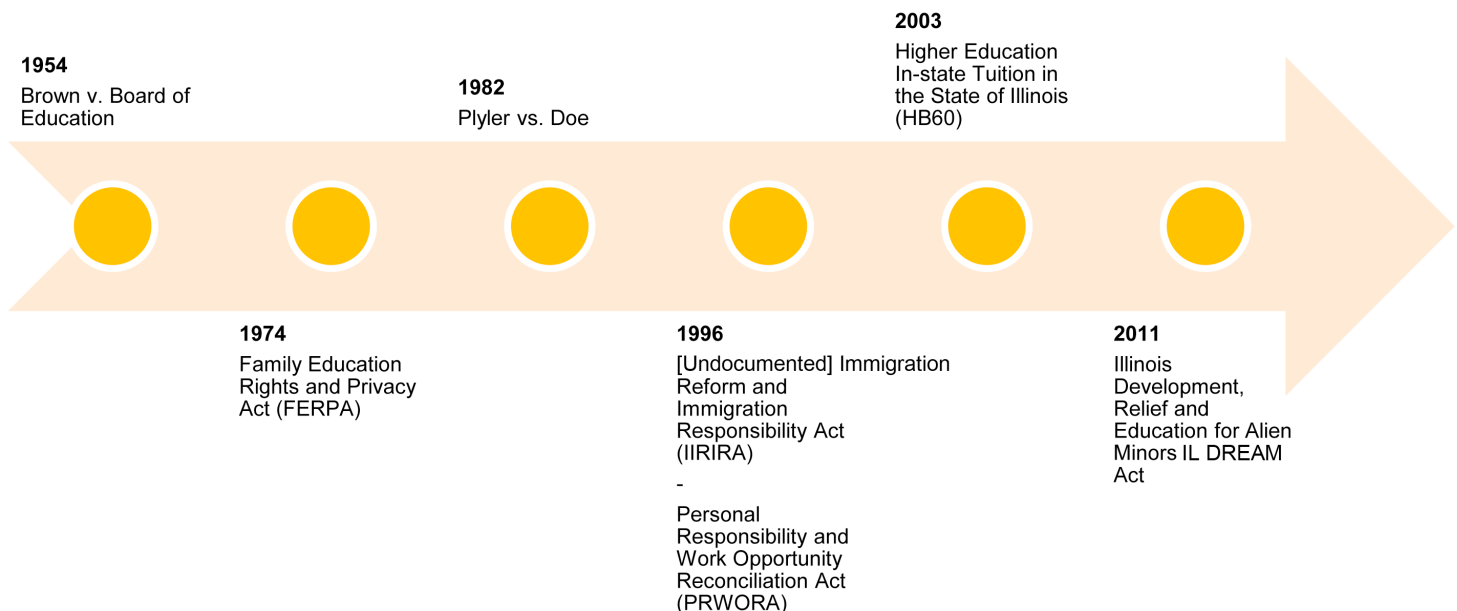 1954
Brown v. Board of
Education
1974
Family Education
Rights and Privacy
Act (FERPA)
1982
Plyler vs. Doe
1996
[Undocumented] Immigration
Reform and
Immigration
Responsibility Act
(IIRIRA)
-
Personal
Responsibility and
Work Opportunity
Reconciliation Act
(PRWORA)
2003
Higher Education
In-state Tuition in
the State of Illinois
(HB60)
2011
Illinois
Development,
Relief and
Education for Alien
Minors IL DREAM
Act